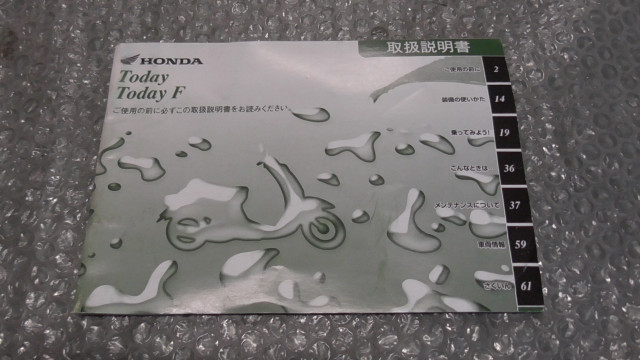 取扱説明書
HONDA
Today
Today F
ご使用の前に必ずこの取扱説明書をお読みください。
ご使用の前に 2
装備の使いかた 14
乗ってみよう! 19
こんなときは 36
メンテナンスについて 37
車両情報 59
さくいん 61